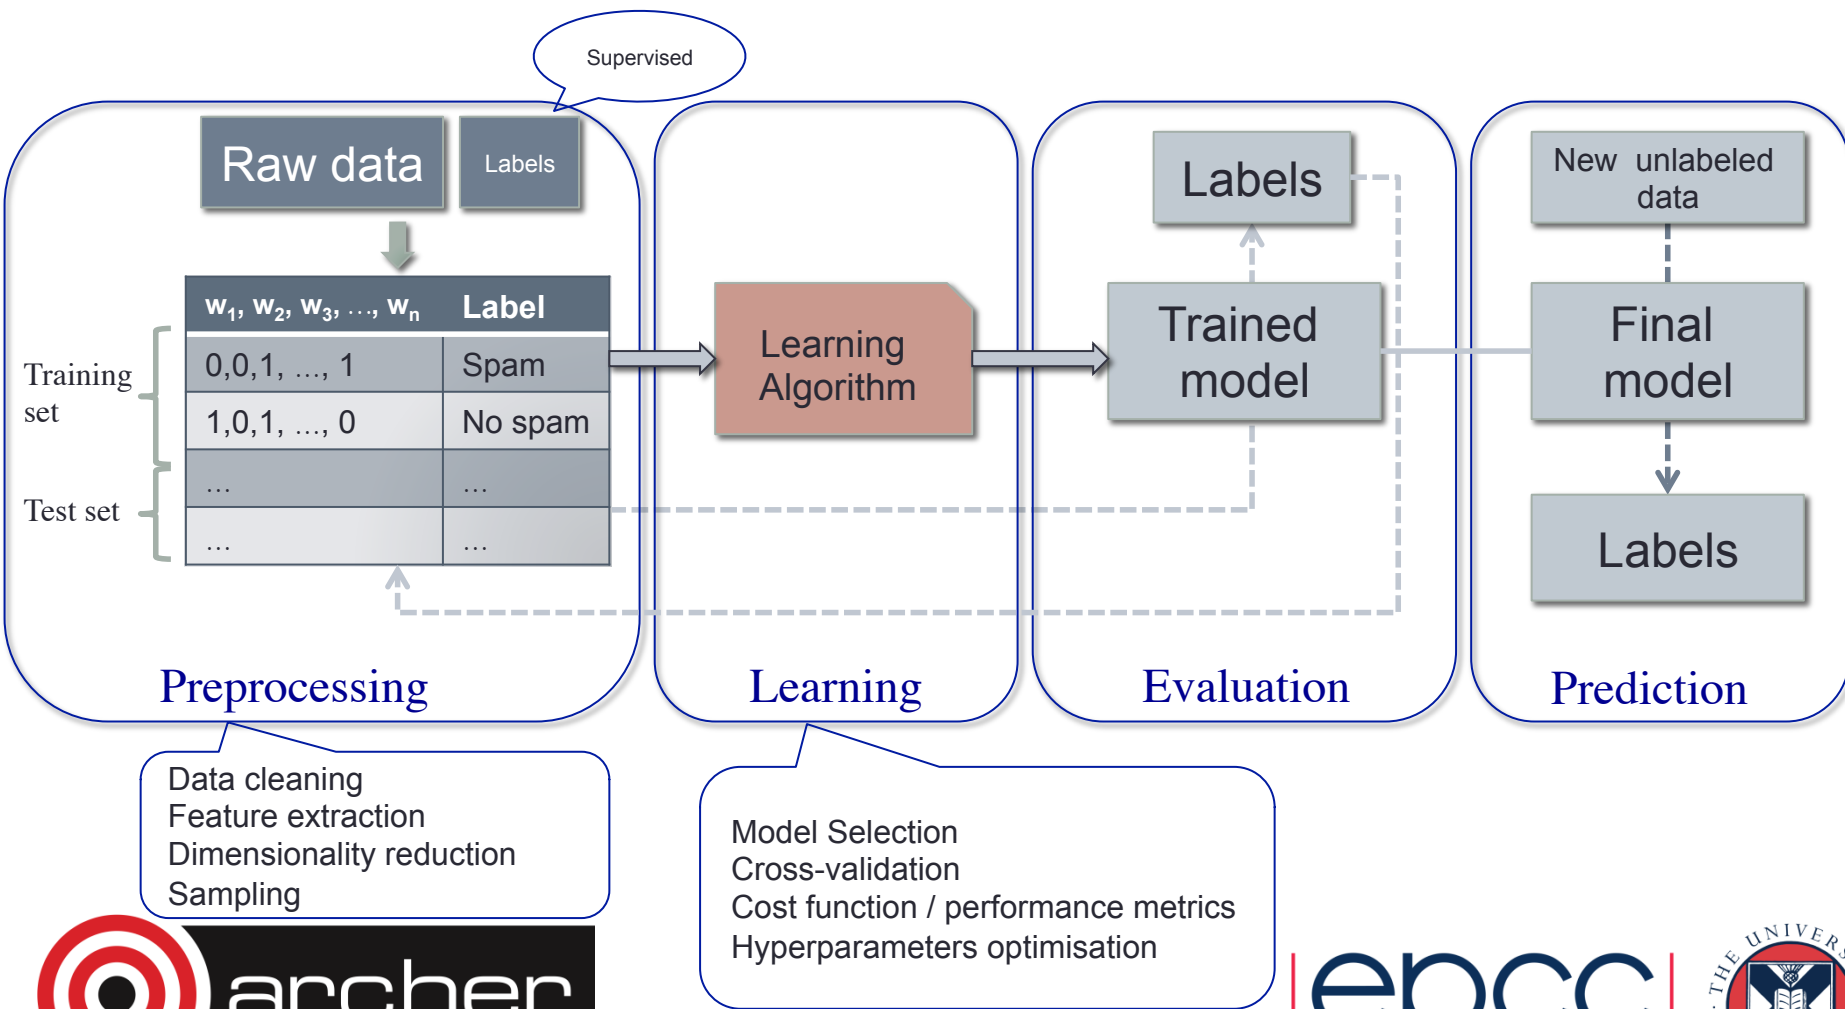 Supervised
Raw data
Labels
w1, w2, w3, …, wn Label
Training
set
0,0,1, …, 1 Spam
1,0,1, …, 0 No spam
Test set
… …
… …
Preprocessing
Learning
Algorithm
Learning
Labels
Trained
model
Evaluation
New unlabeled
data
Final
model
Labels
Prediction
Data cleaning
Feature extraction
Dimensionality reduction
Sampling
Model Selection
Cross-validation
Cost function / performance metrics
Hyperparameters optimisation
archer
epcc
THE UNIVERS